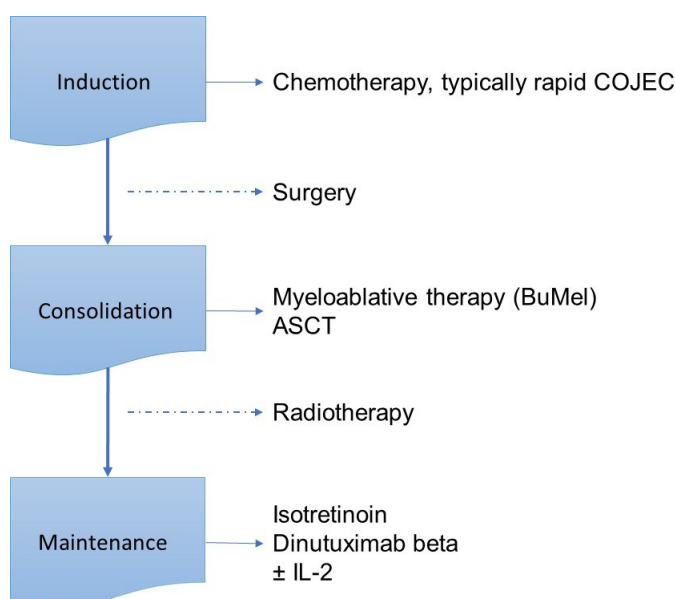 Induction
Chemotherapy, typically rapid COJEC
Surgery
Consolidation
Myeloablative therapy (BuMel)
ASCT
Radiotherapy
Maintenance
Isotretinoin
Dinutuximab beta
± IL-2